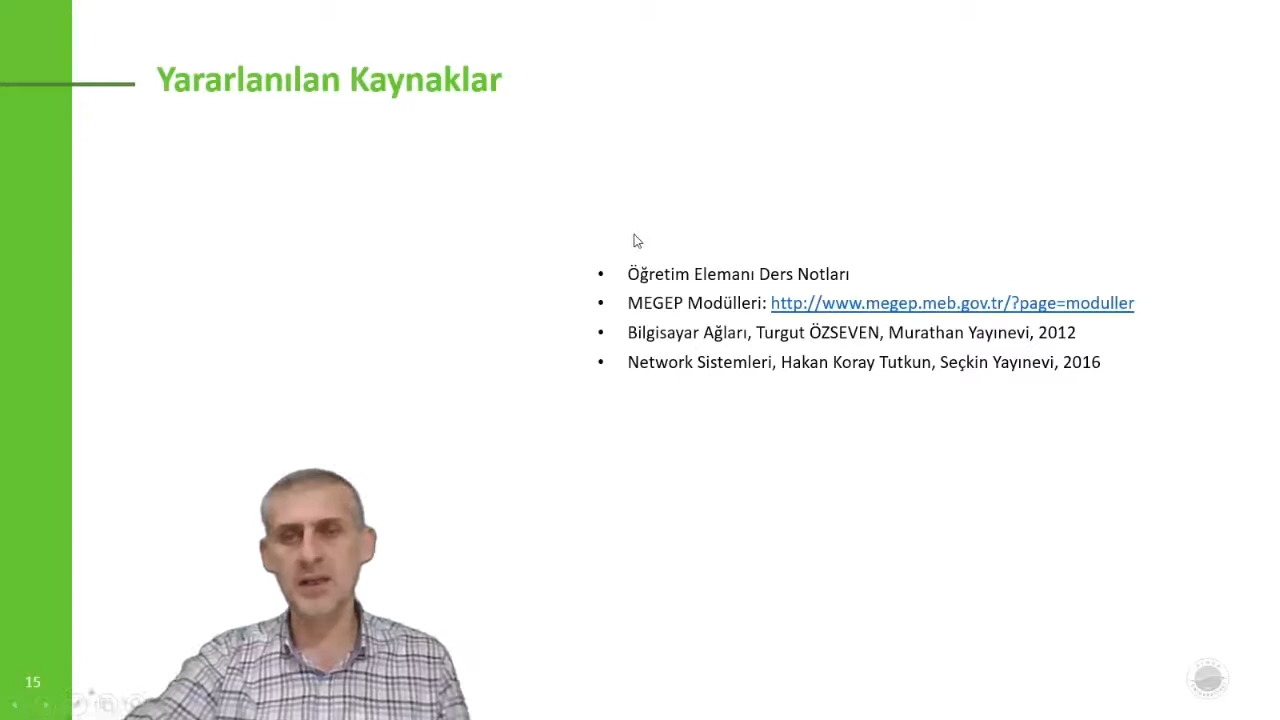 Yararlanılan Kaynaklar
• Öğretim Elemanı Ders Notları
• MEGEP Modülleri: http://www.megep.meb.gov.tr/?page=moduller
• Bilgisayar Ağları, Turgut ÖZSEVEN, Murathan Yayınevi, 2012
• Network Sistemleri, Hakan Koray Tutkun, Seçkin Yayınevi, 2016
15